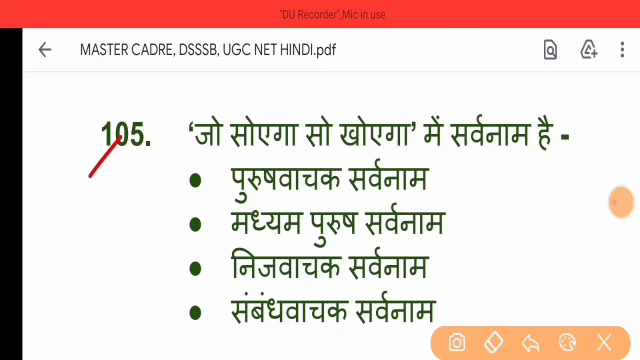 "DU Recorder",Mic in use
MASTER CADRE, DSSSB, UGC NET HINDI.pdf
105. ‘जो सोएगा सो खोएगा’ में सर्वनाम है -
● पुरुषवाचक सर्वनाम
● मध्यम पुरुष सर्वनाम
● निजवाचक सर्वनाम
● संबंधवाचक सर्वनाम